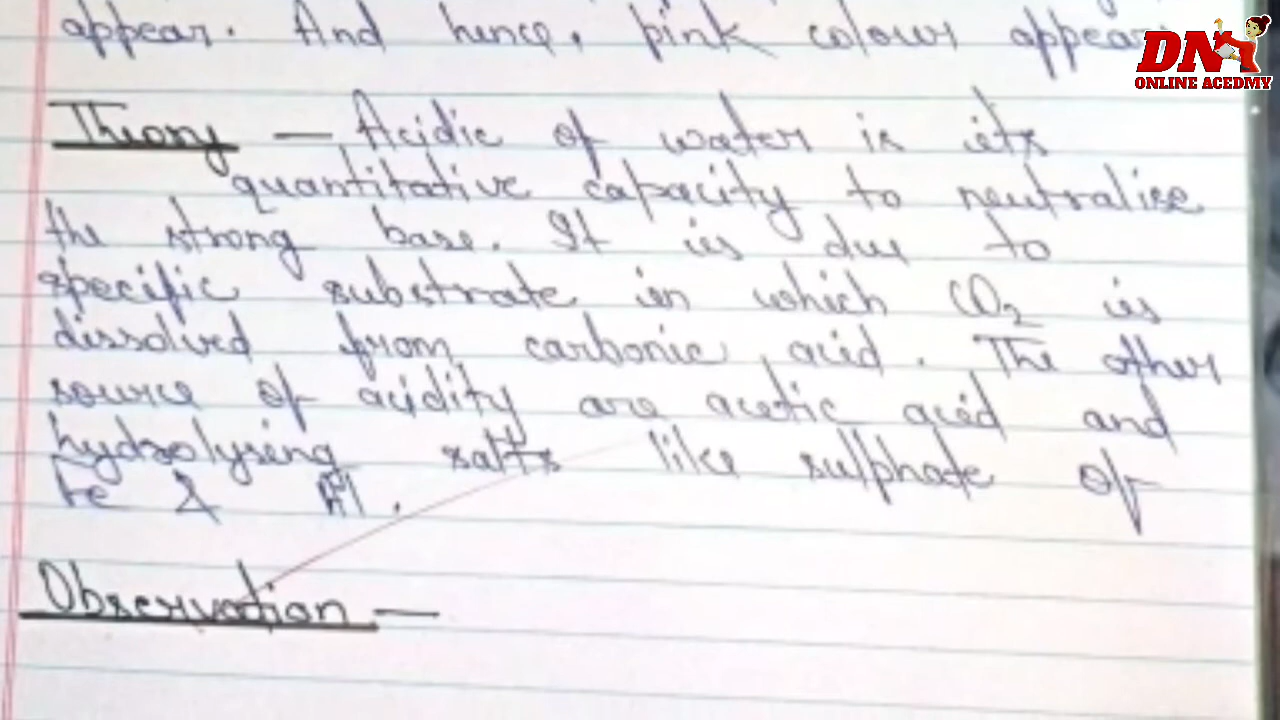 appear. And hence, pink colour appear
DNA
ONLINE ACEDMY
Theory — Acidic of water is its
quantitative capacity to neutralise
the strong base. It is due to
specific substrate in which CO2 is
dissolved from carbonic acid. The other
source of acidity are acetic acid and
hydrolysing salts like sulphate of
Fe & Al.
Observation —